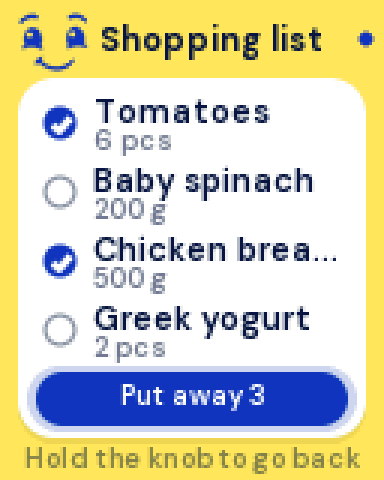 Shopping list
Tomatoes
6 pcs
Baby spinach
200 g
Chicken brea...
500 g
Greek yogurt
2 pcs
Put away 3
Hold the knob to go back